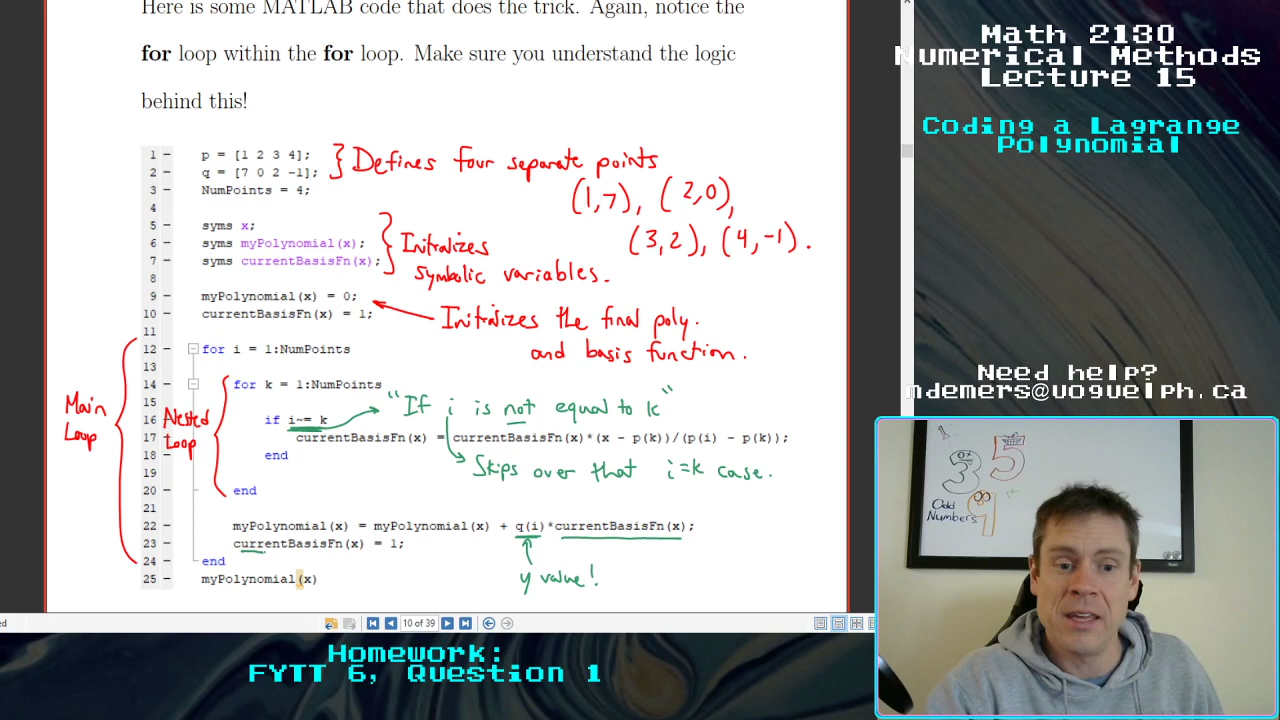 Here is some MATLAB code that does the trick. Again, notice the
for loop within the for loop. Make sure you understand the logic
behind this!
1 – p = [1 2 3 4];
2 – q = [7 0 2 -1];
3 – NumPoints = 4;
4
5 – syms x;
6 – syms myPolynomial(x);
7 – syms currentBasisFn(x);
8
9 – myPolynomial(x) = 0;
10 – currentBasisFn(x) = 1;
11
12 – for i = 1:NumPoints
13
14 – for k = 1:NumPoints
15
16 – if i~= k
17 – currentBasisFn(x) = currentBasisFn(x)*(x - p(k))/(p(i) - p(k));
18 – end
19
20 – end
21
22 – myPolynomial(x) = myPolynomial(x) + q(i)*currentBasisFn(x);
23 – currentBasisFn(x) = 1;
24 – end
25 – myPolynomial(x)
Defines four separate points
(1,7), (2,0),
(3,2), (4,-1).
Initializes
symbolic variables.
Initializes the final poly.
and basis function.
Main
Loop
Nested
Loop
"If i is not equal to k"
Skips over that i=k case.
y value!
10 of 39
Math 2130
Numerical Methods
Lecture 15
Coding a Lagrange
Polynomial
Need help?
ndemers@uoguelph.ca
3 5
9
Odd
Numbers
Homework:
FYTT 6, Question 1